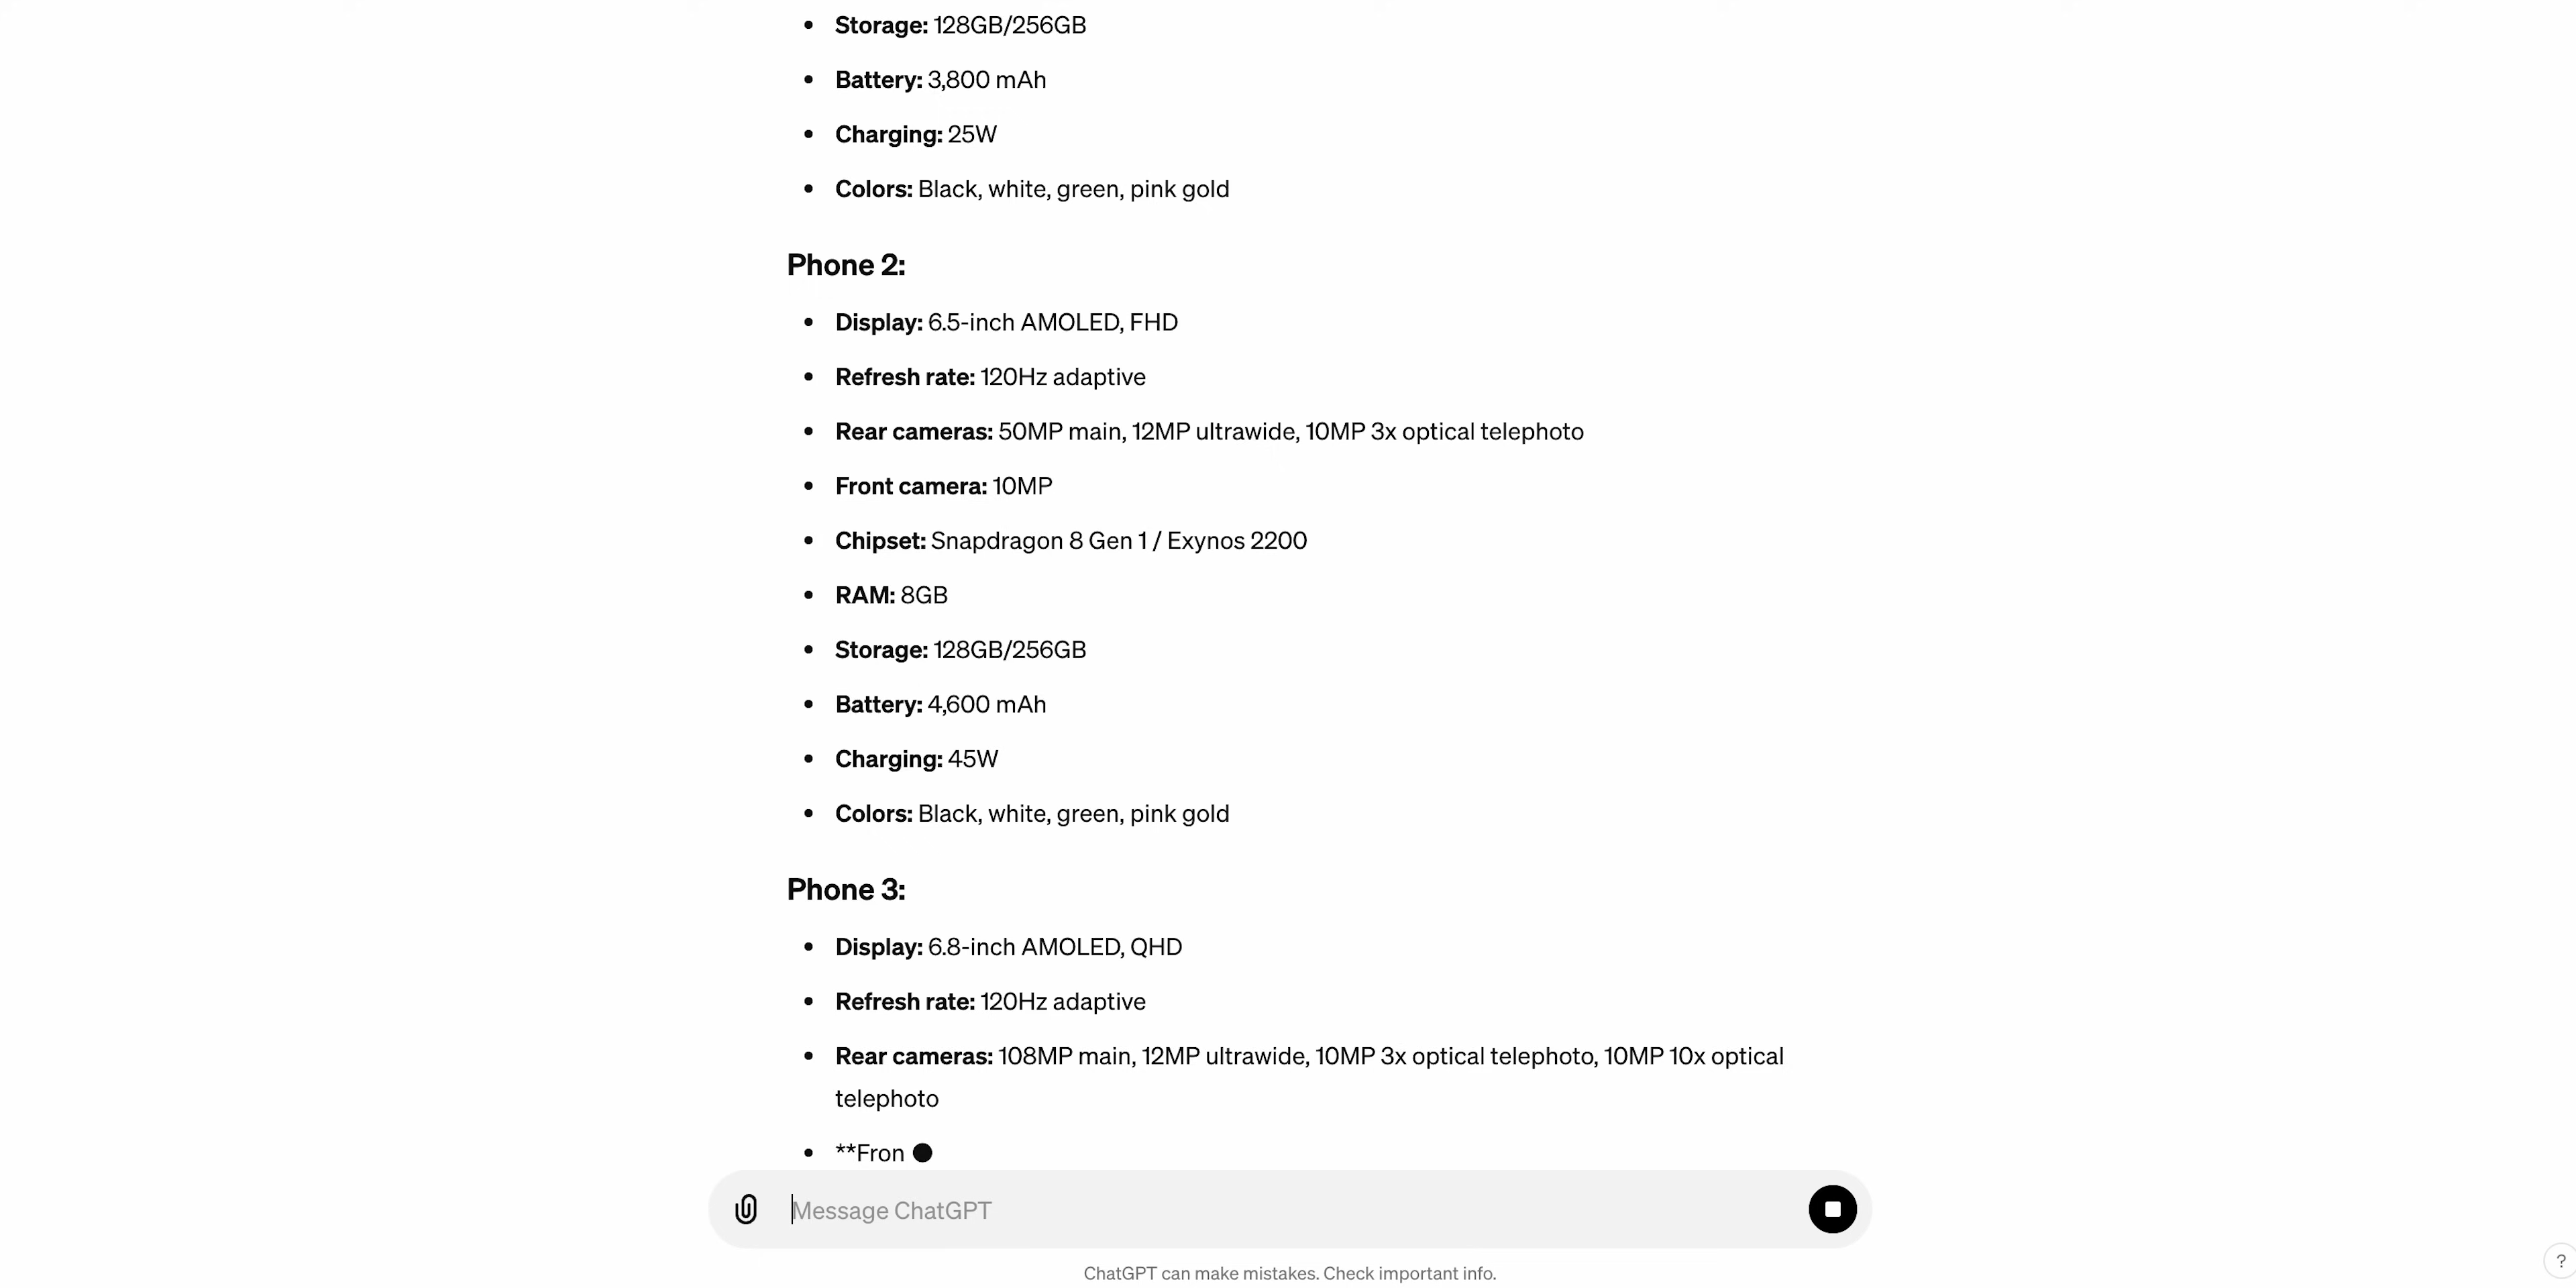 Storage: 128GB/256GB
Battery: 3,800 mAh
Charging: 25W
Colors: Black, white, green, pink gold
Phone 2:
Display: 6.5-inch AMOLED, FHD
Refresh rate: 120Hz adaptive
Rear cameras: 50MP main, 12MP ultrawide, 10MP 3x optical telephoto
Front camera: 10MP
Chipset: Snapdragon 8 Gen 1 / Exynos 2200
RAM: 8GB
Storage: 128GB/256GB
Battery: 4,600 mAh
Charging: 45W
Colors: Black, white, green, pink gold
Phone 3:
Display: 6.8-inch AMOLED, QHD
Refresh rate: 120Hz adaptive
Rear cameras: 108MP main, 12MP ultrawide, 10MP 3x optical telephoto, 10MP 10x optical
telephoto
**Fron
Message ChatGPT
ChatGPT can make mistakes. Check important info.
?